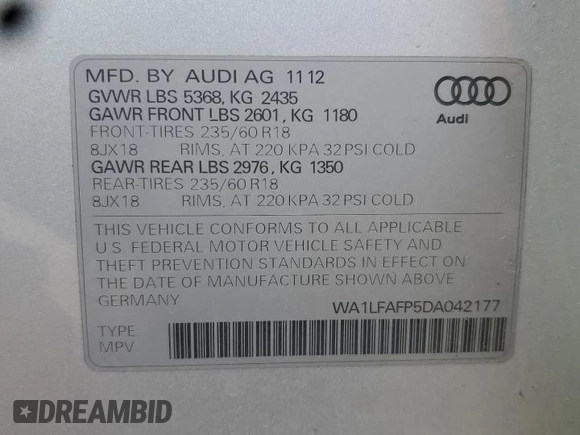 MFD. BY AUDI AG 11 12
GVWR LBS 5368, KG 2435
GAWR FRONT LBS 2601, KG 1180
FRONT-TIRES 235/60 R18
8JX18 RIMS, AT 220 KPA 32 PSI COLD
GAWR REAR LBS 2976, KG 1350
REAR-TIRES 235/60 R18
8JX18 RIMS, AT 220 KPA 32 PSI COLD
Audi
THIS VEHICLE CONFORMS TO ALL APPLICABLE
U.S. FEDERAL MOTOR VEHICLE SAFETY AND
THEFT PREVENTION STANDARDS IN EFFECT ON
THE DATE OF MANUFACTURE SHOWN ABOVE.
GERMANY
WA1LFAFP5DA042177
TYPE
MPV
DREAMBID